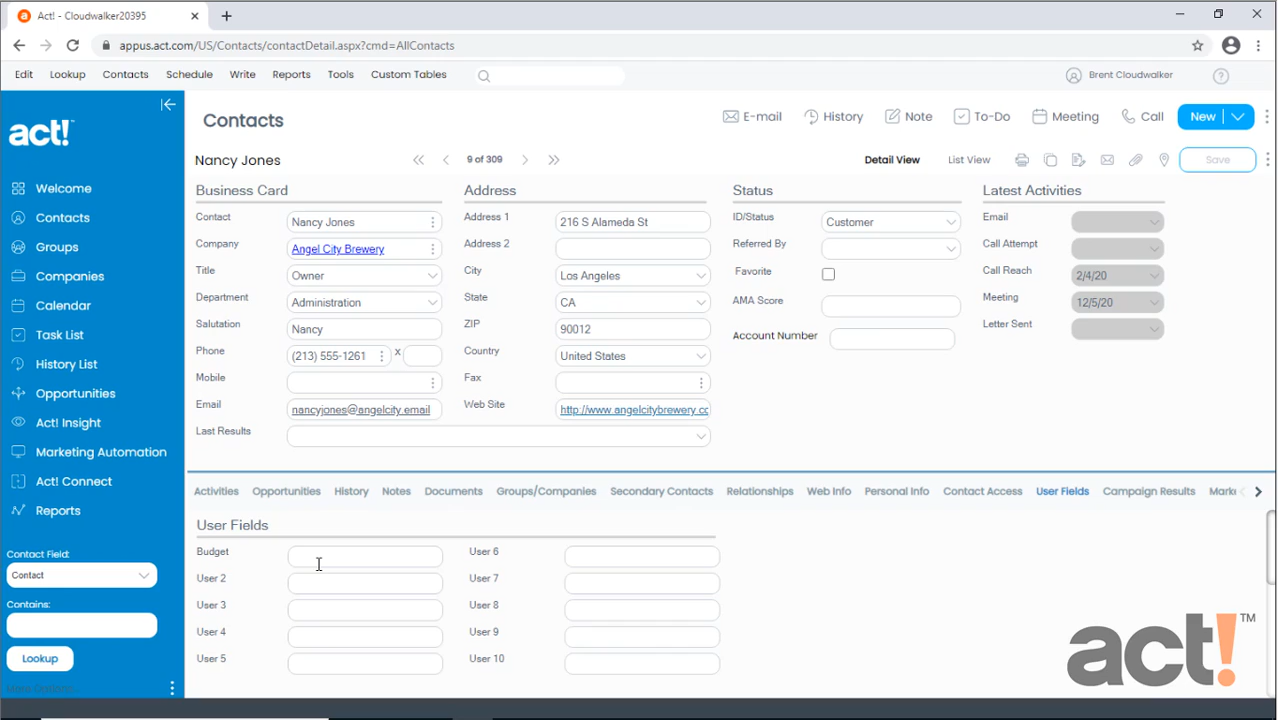 Act! - Cloudwalker20395
appus.act.com/US/Contacts/contactDetail.aspx?cmd=AllContacts
Edit Lookup Contacts Schedule Write Reports Tools Custom Tables Brent Cloudwalker ?
act!
Welcome
Contacts
Groups
Companies
Calendar
Task List
History List
Opportunities
Act! Insight
Marketing Automation
Act! Connect
Reports
Contact Field:
Contact
Contains:
Lookup
More Options...
Contacts E-mail History Note To-Do Meeting Call New
Nancy Jones 9 of 309 Detail View List View Save
Business Card
Contact Nancy Jones
Company Angel City Brewery
Title Owner
Department Administration
Salutation Nancy
Phone (213) 555-1261 x
Mobile
Email nancyjones@angelcity.email
Last Results
Address
Address 1 216 S Alameda St
Address 2
City Los Angeles
State CA
ZIP 90012
Country United States
Fax
Web Site http://www.angelcitybrewery.cc
Status
ID/Status Customer
Referred By
Favorite
AMA Score
Account Number
Latest Activities
Email
Call Attempt
Call Reach 2/4/20
Meeting 12/5/20
Letter Sent
Activities Opportunities History Notes Documents Groups/Companies Secondary Contacts Relationships Web Info Personal Info Contact Access User Fields Campaign Results Marke
User Fields
Budget
User 2
User 3
User 4
User 5
User 6
User 7
User 8
User 9
User 10
act! TM